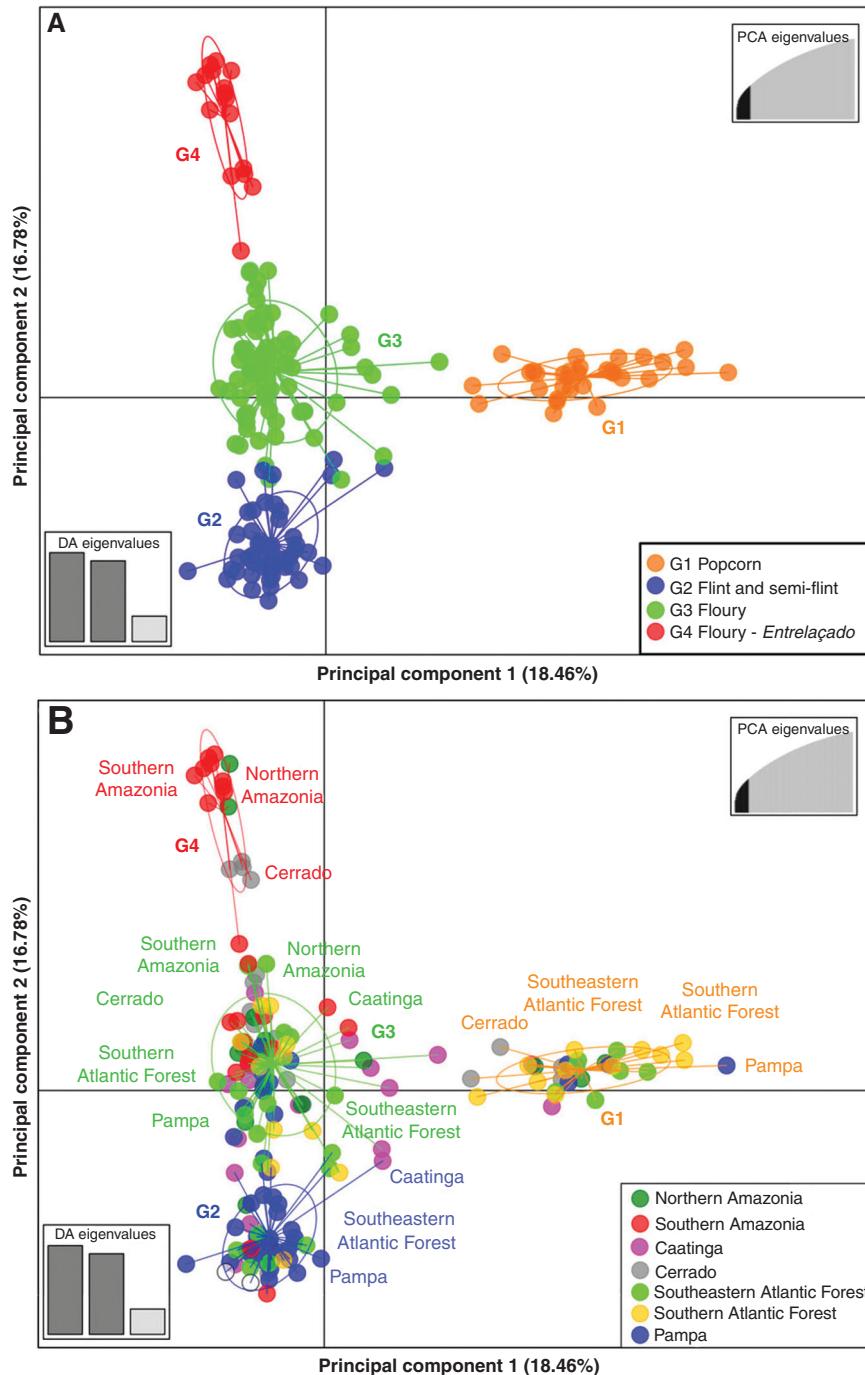 A
PCA eigenvalues
G4
G3
G1
G2
DA eigenvalues
G1 Popcorn
G2 Flint and semi-flint
G3 Floury
G4 Floury - Entrelaçado
Principal component 2 (16.78%)
Principal component 1 (18.46%)
B
PCA eigenvalues
Southern
Amazonia
Northern
Amazonia
G4
Cerrado
Southern
Amazonia
Northern
Amazonia
Cerrado
Caatinga
G3
Southern
Atlantic Forest
Pampa
Southeastern
Atlantic Forest
Southeastern
Atlantic Forest
Southern
Atlantic Forest
Cerrado
Pampa
G1
Caatinga
G2
Southeastern
Atlantic Forest
Pampa
DA eigenvalues
Northern Amazonia
Southern Amazonia
Caatinga
Cerrado
Southeastern Atlantic Forest
Southern Atlantic Forest
Pampa
Principal component 2 (16.78%)
Principal component 1 (18.46%)